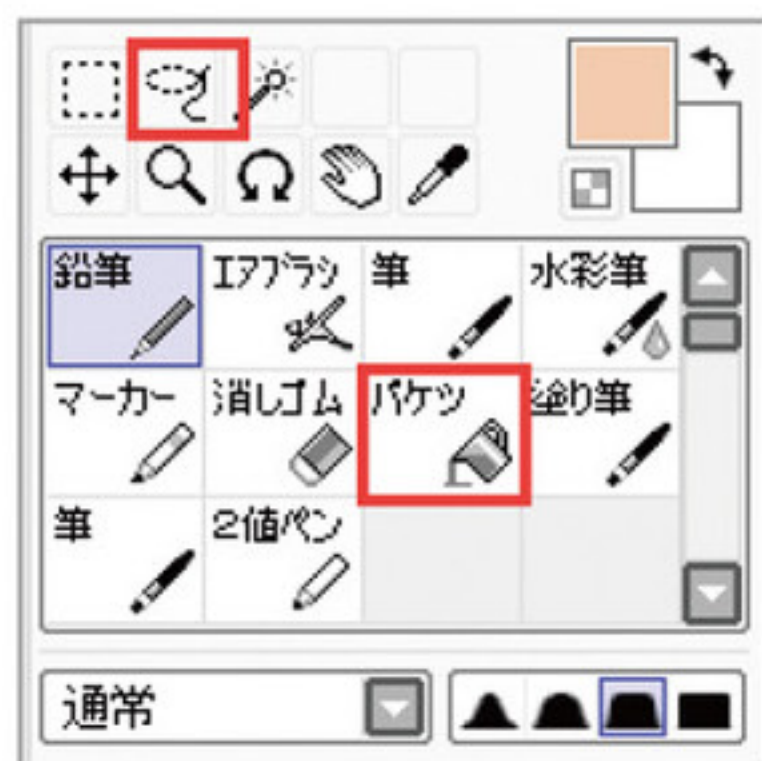 鉛筆 エアブラシ 筆 水彩筆
マーカー 消しゴム バケツ 塗り筆
筆 2値ペン
通常